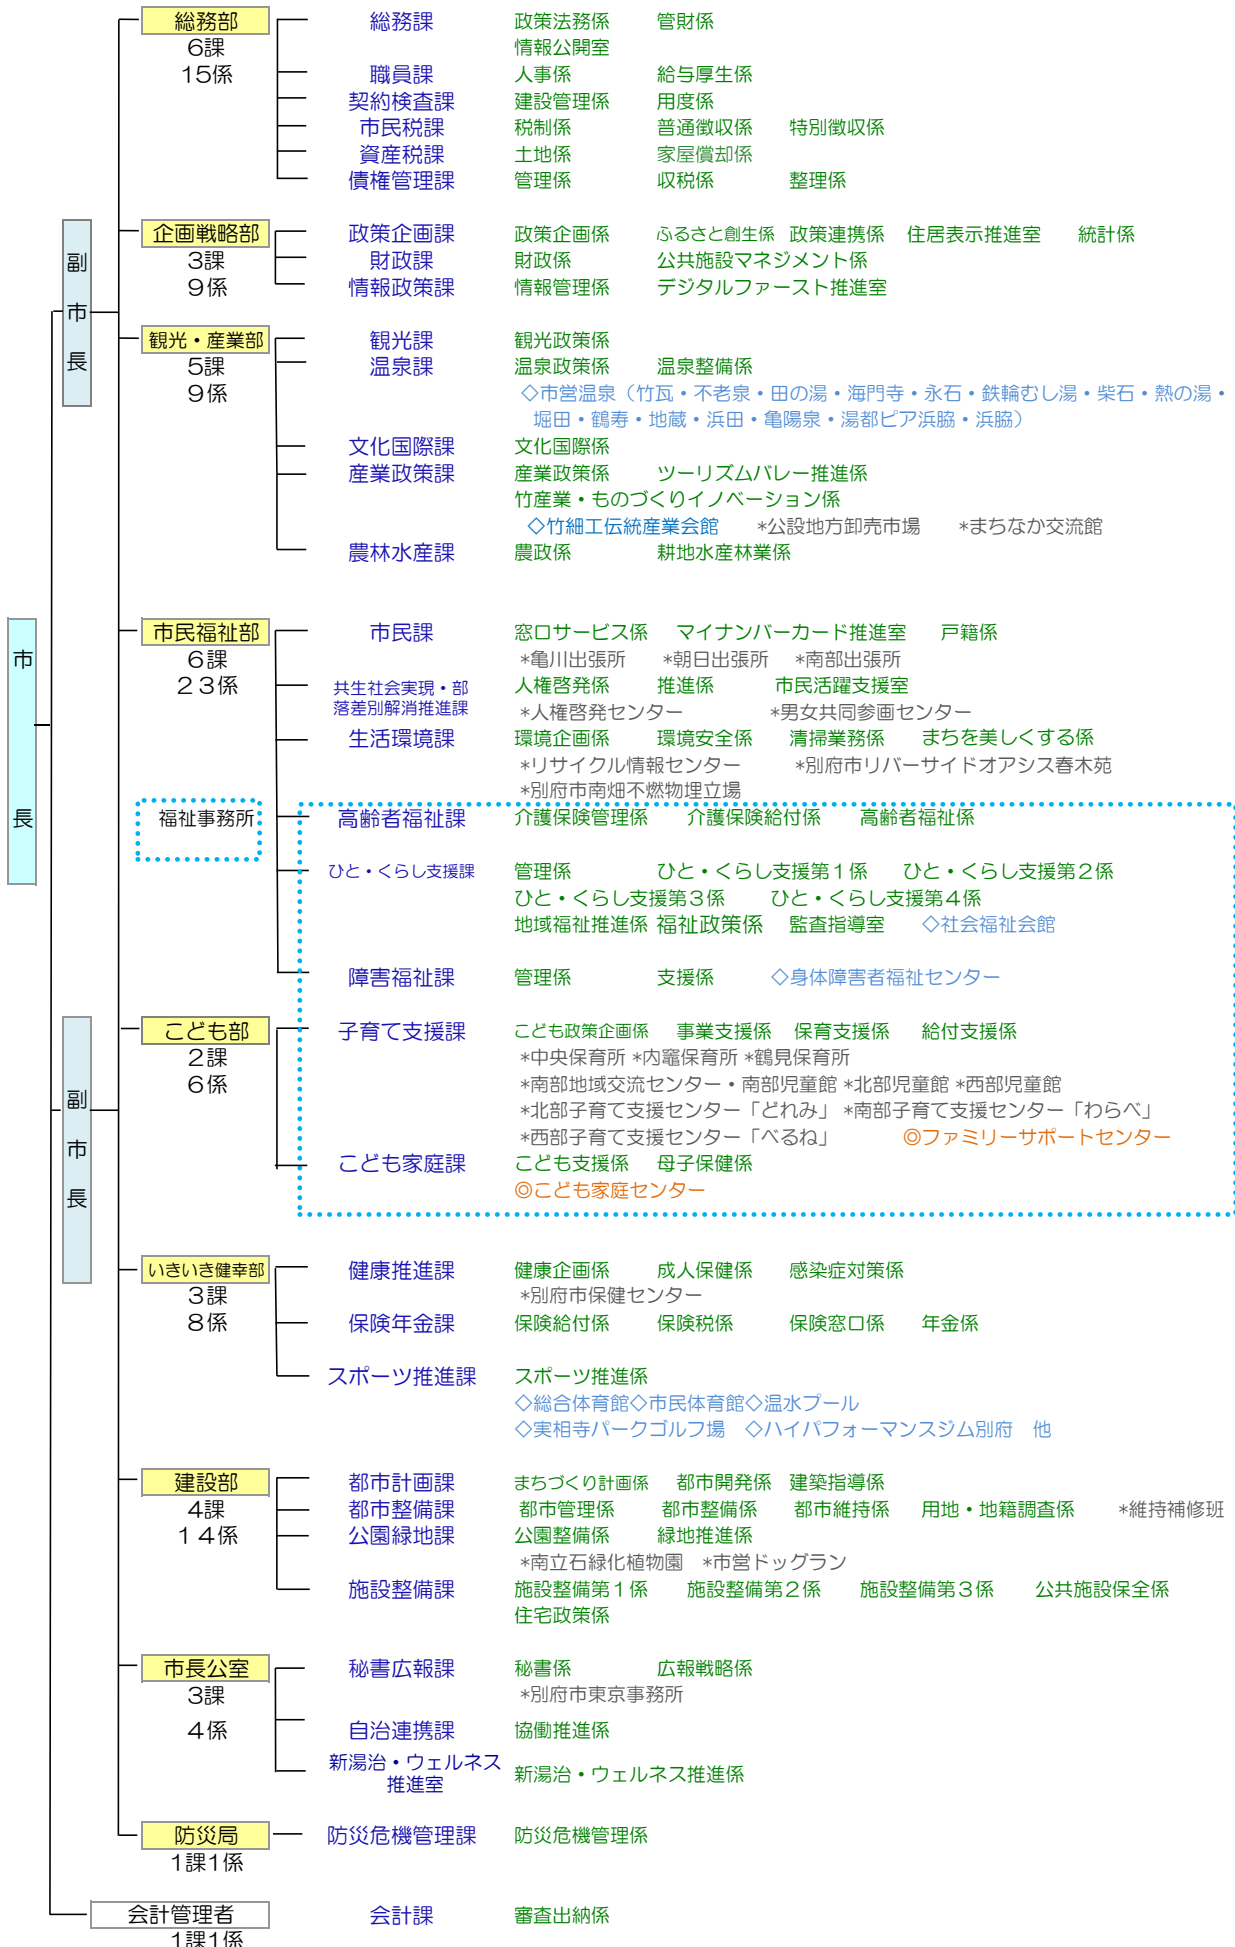 総務部 総務課 政策法務係 管財係
6課 情報公開室
15係 職員課 人事係 給与厚生係
契約検査課 建設管理係 用度係
市民税課 税制係 普通徴収係 特別徴収係
資産税課 土地係 家屋償却係
債権管理課 管理係 収税係 整理係
副市長
企画戦略部 政策企画課 政策企画係 ふるさと創生係 政策連携係 住居表示推進室 統計係
3課 財政課 財政係 公共施設マネジメント係
9係 情報政策課 情報管理係 デジタルファースト推進室
観光・産業部 観光課 観光政策係
5課 温泉課 温泉政策係 温泉整備係
9係 ◇市営温泉（竹瓦・不老泉・田の湯・海門寺・永石・鉄輪むし湯・柴石・熱の湯・
堀田・鶴寿・地蔵・浜田・亀陽泉・湯都ピア浜脇・浜脇）
文化国際課 文化国際係
産業政策課 産業政策係 ツーリズムバレー推進係
竹産業・ものづくりイノベーション係
◇竹細工伝統産業会館 *公設地方卸売市場 *まちなか交流館
農林水産課 農政係 耕地水産林業係
市長
市民福祉部 市民課 窓口サービス係 マイナンバーカード推進室 戸籍係
6課 *亀川出張所 *朝日出張所 *南部出張所
２３係 共生社会実現・部 人権啓発係 推進係 市民活躍支援室
落差別解消推進課 *人権啓発センター *男女共同参画センター
生活環境課 環境企画係 環境安全係 清掃業務係 まちを美しくする係
*リサイクル情報センター *別府市リバーサイドオアシス春木苑
*別府市南畑不燃物埋立場
福祉事務所 高齢者福祉課 介護保険管理係 介護保険給付係 高齢者福祉係
ひと・くらし支援課 管理係 ひと・くらし支援第１係 ひと・くらし支援第２係
ひと・くらし支援第３係 ひと・くらし支援第４係
地域福祉推進係 福祉政策係 監査指導室 ◇社会福祉会館
障害福祉課 管理係 支援係 ◇身体障害者福祉センター
副市長
こども部 子育て支援課 こども政策企画係 事業支援係 保育支援係 給付支援係
2課 *中央保育所 *内竈保育所 *鶴見保育所
6係 *南部地域交流センター・南部児童館 *北部児童館 *西部児童館
*北部子育て支援センター「どれみ」 *南部子育て支援センター「わらべ」
*西部子育て支援センター「べるね」 ◎ファミリーサポートセンター
こども家庭課 こども支援係 母子保健係
◎こども家庭センター
いきいき健幸部 健康推進課 健康企画係 成人保健係 感染症対策係
3課 *別府市保健センター
8係 保険年金課 保険給付係 保険税係 保険窓口係 年金係
スポーツ推進課 スポーツ推進係
◇総合体育館◇市民体育館◇温水プール
◇実相寺パークゴルフ場 ◇ハイパフォーマンスジム別府 他
建設部 都市計画課 まちづくり計画係 都市開発係 建築指導係
4課 都市整備課 都市管理係 都市整備係 都市維持係 用地・地籍調査係 *維持補修班
１４係 公園緑地課 公園整備係 緑地推進係
*南立石緑化植物園 *市営ドッグラン
施設整備課 施設整備第１係 施設整備第２係 施設整備第３係 公共施設保全係
住宅政策係
市長公室 秘書広報課 秘書係 広報戦略係
3課 *別府市東京事務所
4係 自治連携課 協働推進係
新湯治・ウェルネス
推進室 新湯治・ウェルネス推進係
防災局 防災危機管理課 防災危機管理係
1課1係
会計管理者 会計課 審査出納係
1課1係